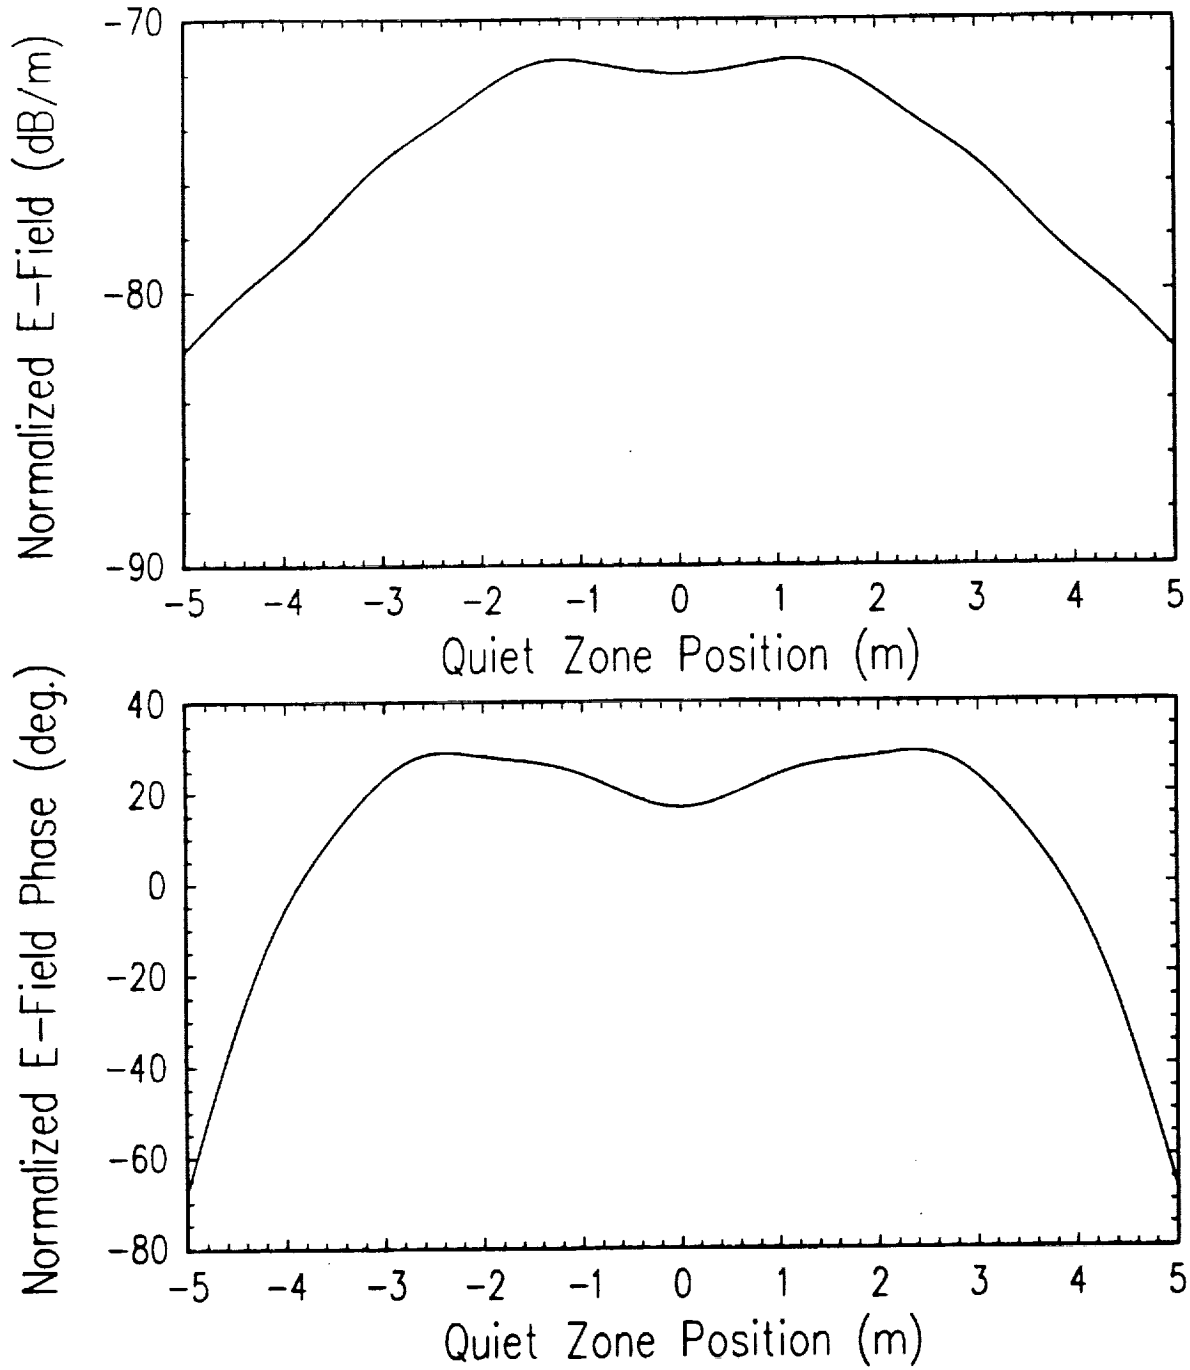 Normalized E-Field (dB/m)
-70
-80
-90
-5 -4 -3 -2 -1 0 1 2 3 4 5
Quiet Zone Position (m)
Normalized E-Field Phase (deg.)
40
20
0
-20
-40
-60
-80
-5 -4 -3 -2 -1 0 1 2 3 4 5
Quiet Zone Position (m)